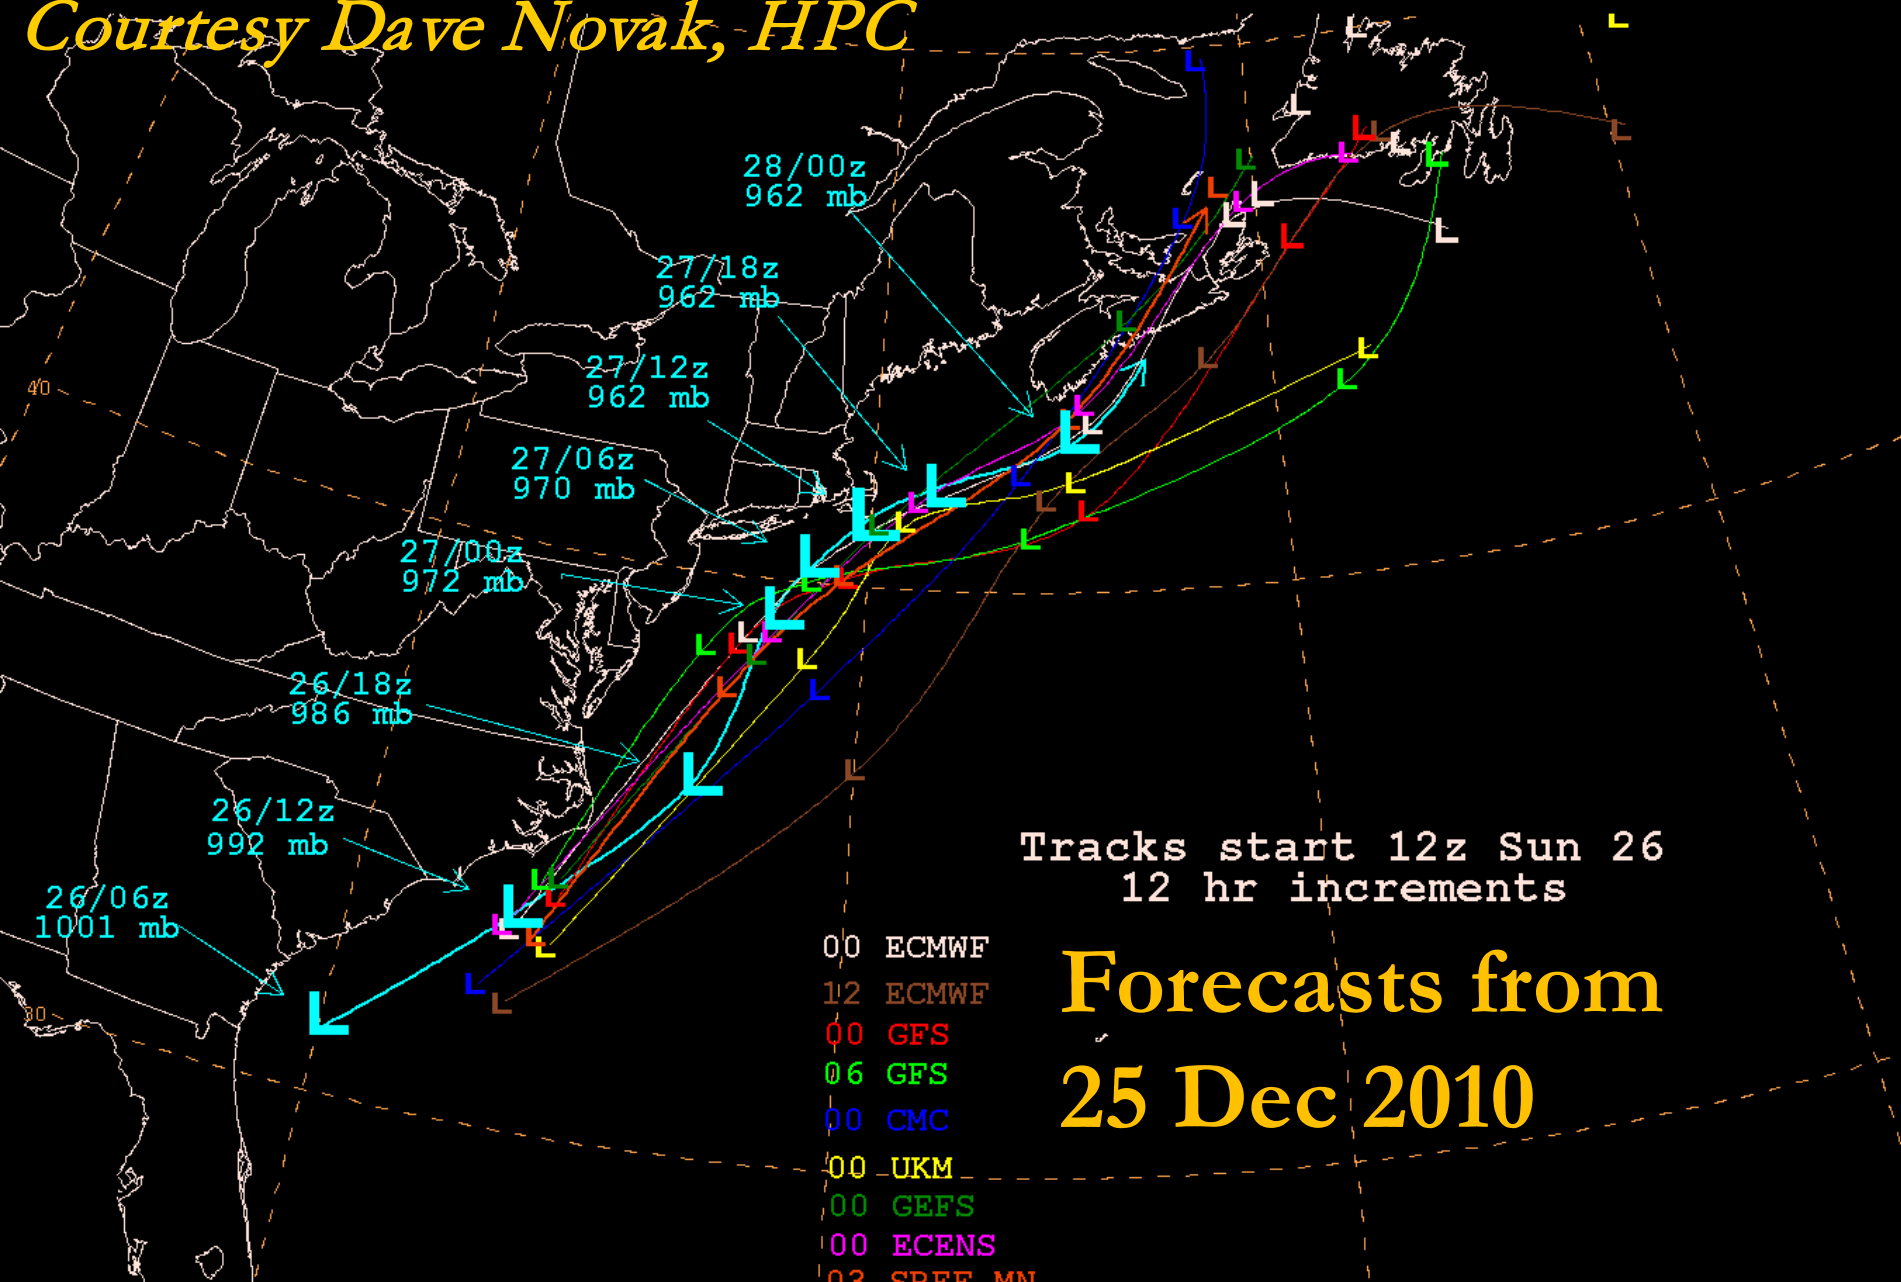 Courtesy Dave Novak, HPC
28/00z
962 mb
27/18z
962 mb
27/12z
962 mb
40
27/06z
970 mb
27/00z
972 mb
26/18z
986 mb
26/12z
992 mb
26/06z
1001 mb
30
Tracks start 12z Sun 26
12 hr increments
00 ECMWF
12 ECMWF
00 GFS
06 GFS
00 CMC
00 UKM
00 GEFS
00 ECENS
03 SREF MN
Forecasts from
25 Dec 2010